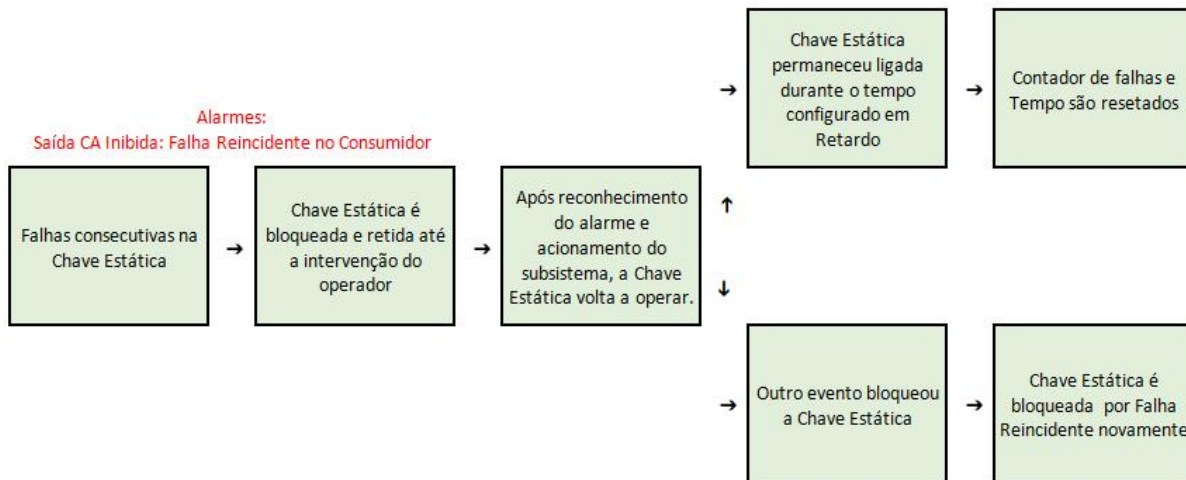 Alarmes:
Saída CA Inibida: Falha Reincidente no Consumidor
Falhas consecutivas na
Chave Estática
→
Chave Estática é
bloqueada e retida até
a intervenção do
operador
→
Após reconhecimento
do alarme e
acionamento do
subsistema, a Chave
Estática volta a operar.
↑
→
Chave Estática
permaneceu ligada
durante o tempo
configurado em
Retardo
→
Contador de falhas e
Tempo são resetados
↓
→
Outro evento bloqueou
a Chave Estática
→
Chave Estática é
bloqueada por Falha
Reincidente novamente